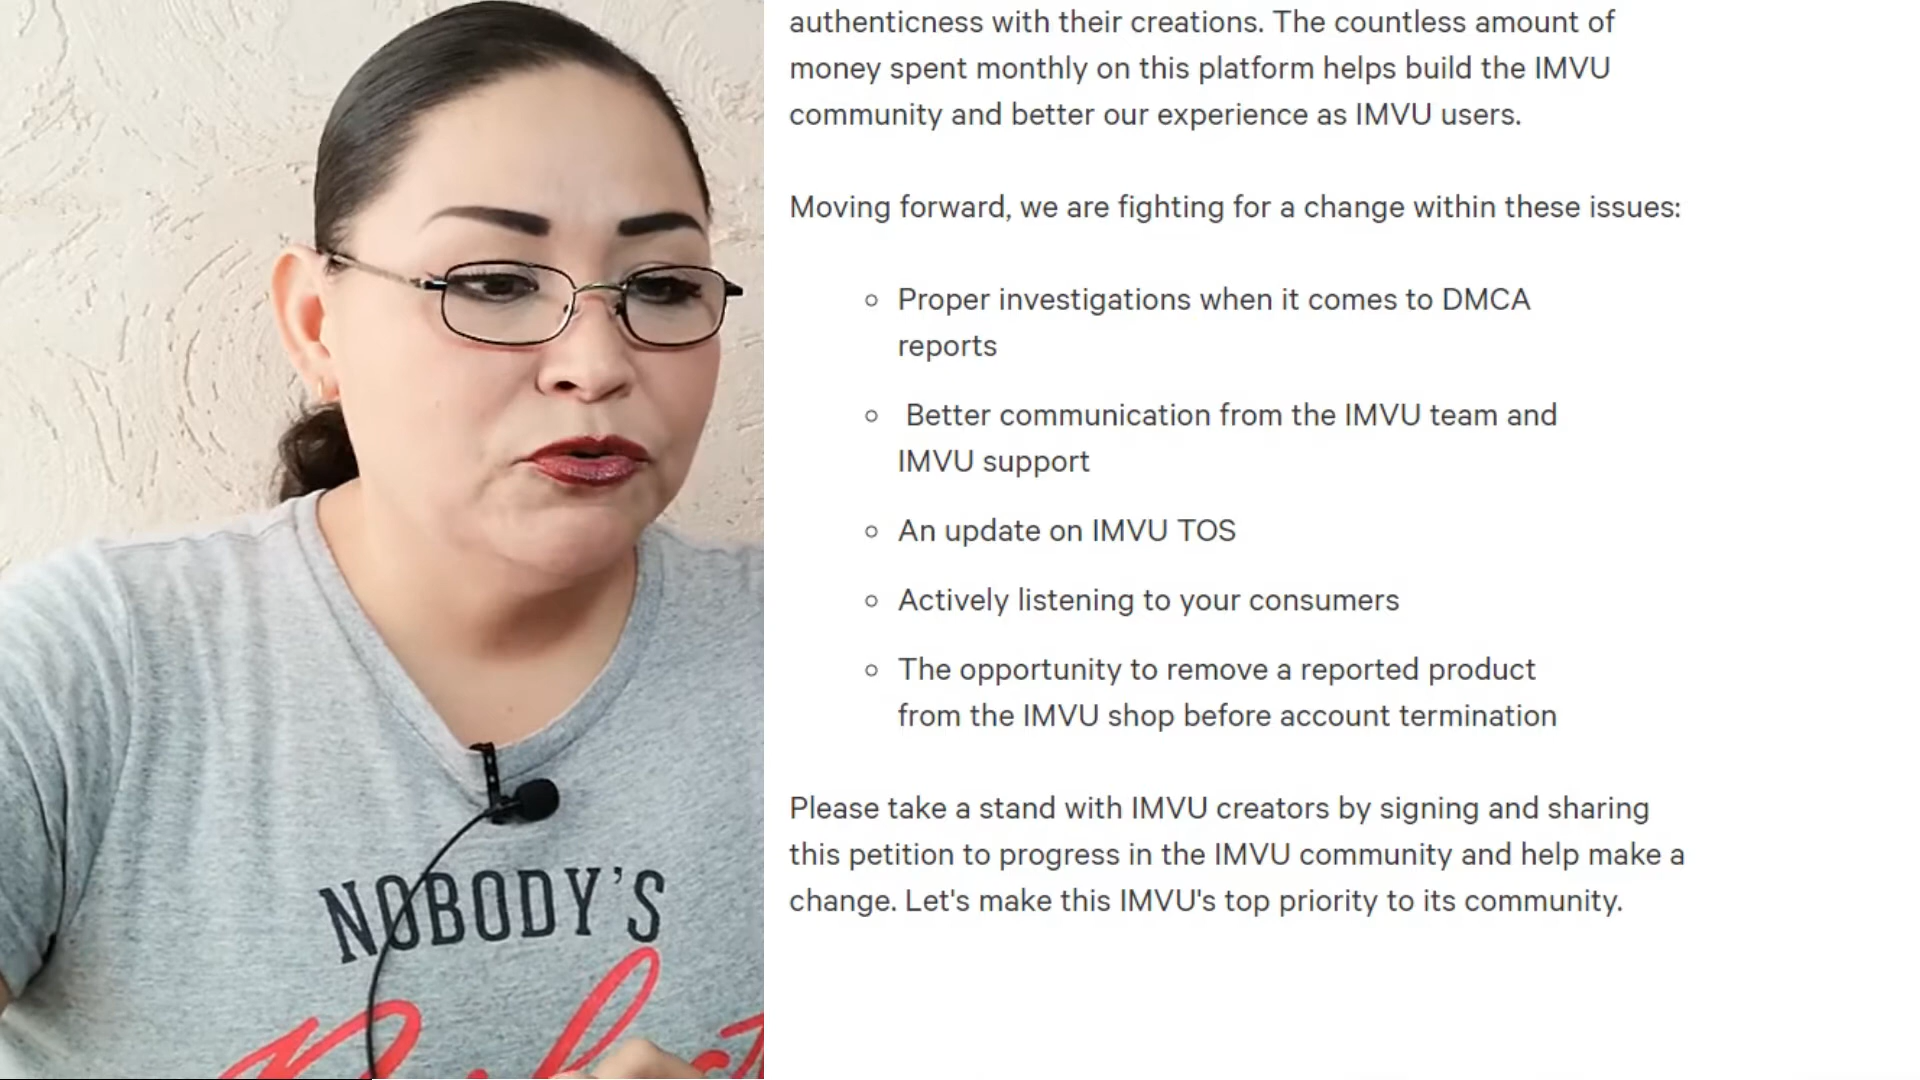 authenticness with their creations. The countless amount of
money spent monthly on this platform helps build the IMVU
community and better our experience as IMVU users.
Moving forward, we are fighting for a change within these issues:
Proper investigations when it comes to DMCA
reports
Better communication from the IMVU team and
IMVU support
An update on IMVU TOS
Actively listening to your consumers
The opportunity to remove a reported product
from the IMVU shop before account termination
Please take a stand with IMVU creators by signing and sharing
this petition to progress in the IMVU community and help make a
change. Let's make this IMVU's top priority to its community.
NOBODY'S